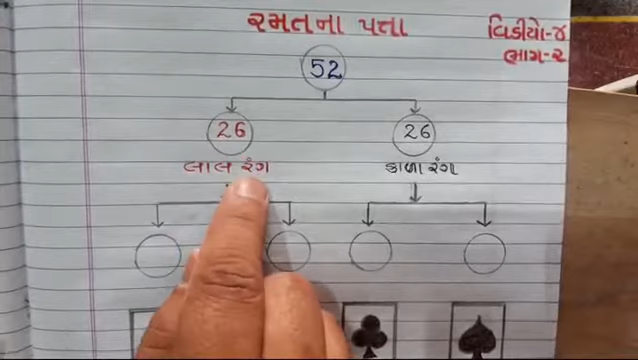 રમતના પત્તા
વિડીયો-૪
ભાગ-૨
52
26 26
લાલ રંગ કાળા રંગ